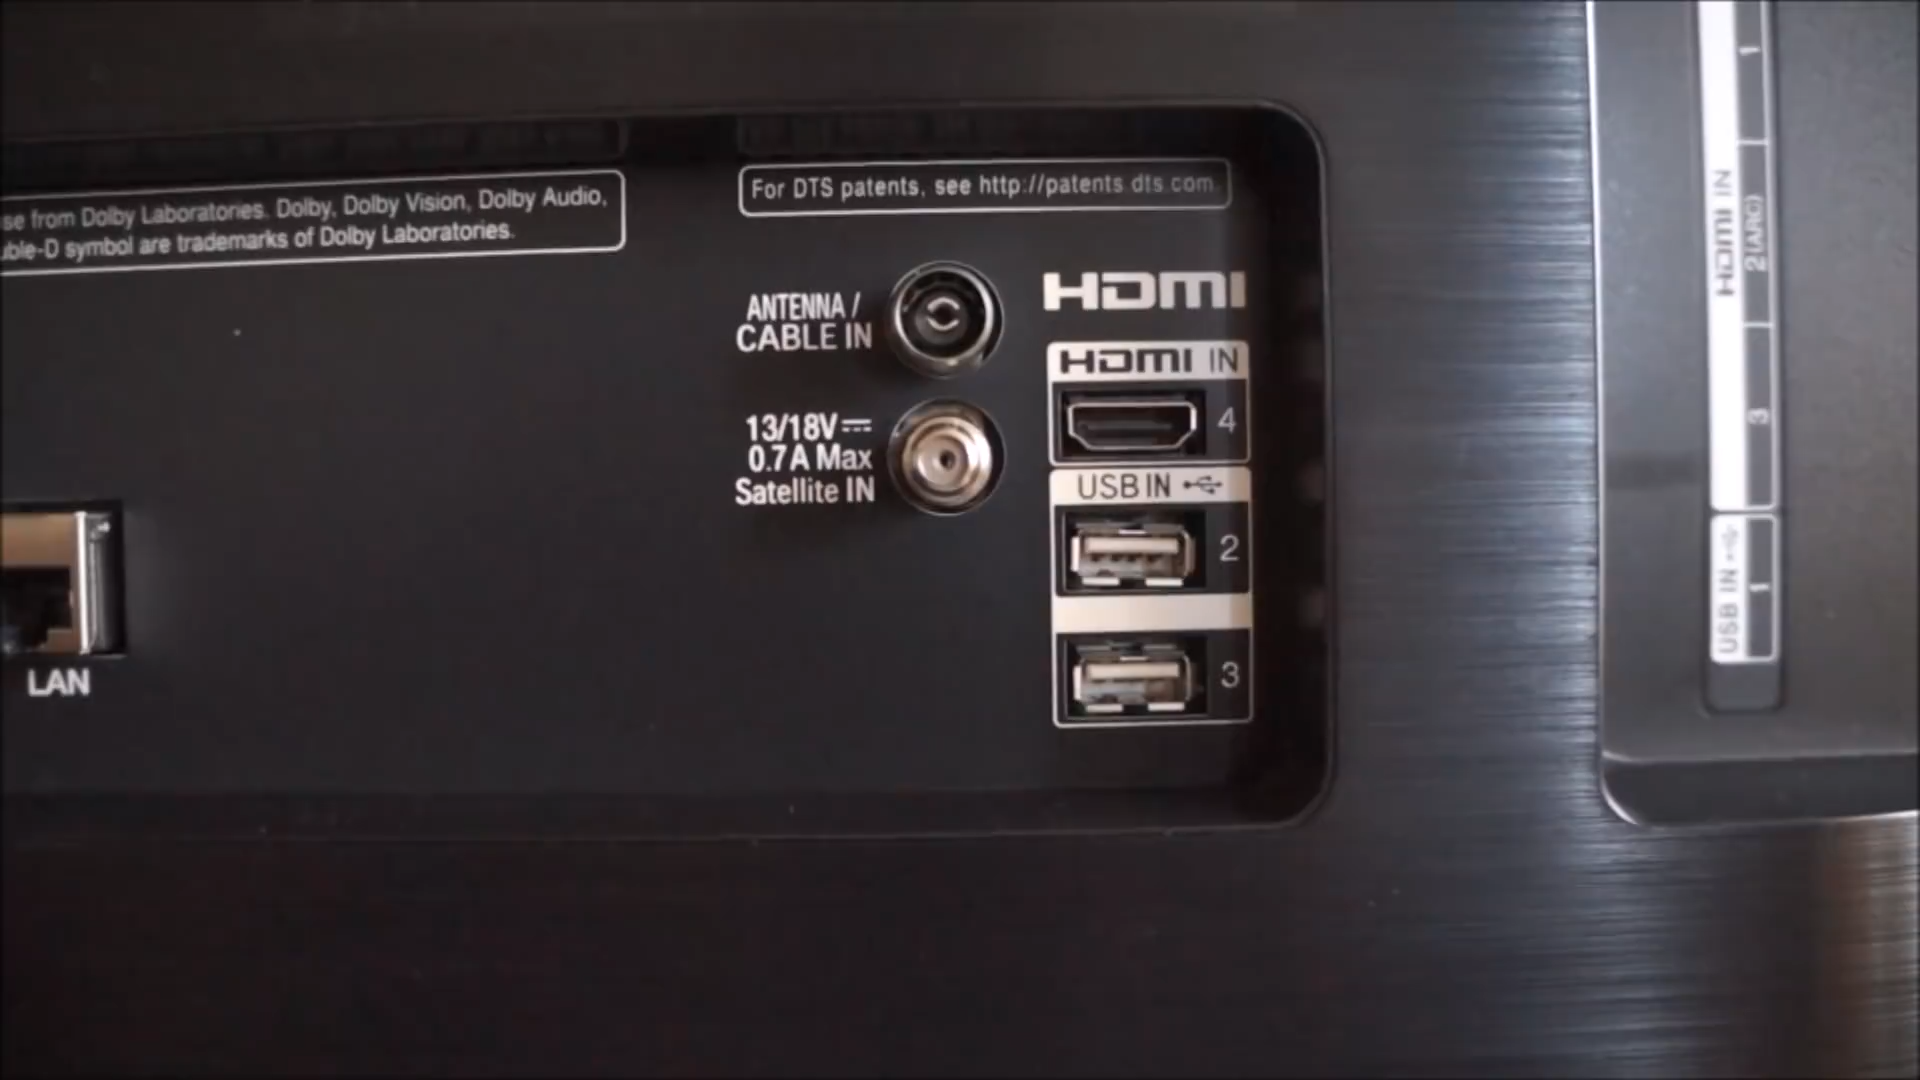 se from Dolby Laboratories. Dolby, Dolby Vision, Dolby Audio,
uble-D symbol are trademarks of Dolby Laboratories.
For DTS patents, see http://patents.dts.com.
ANTENNA /
CABLE IN
13/18V⎓
0.7A Max
Satellite IN
HDMI
HDMI IN
4
USB IN
2
3
LAN
HDMI IN
1
2(ARC)
3
USB IN
1